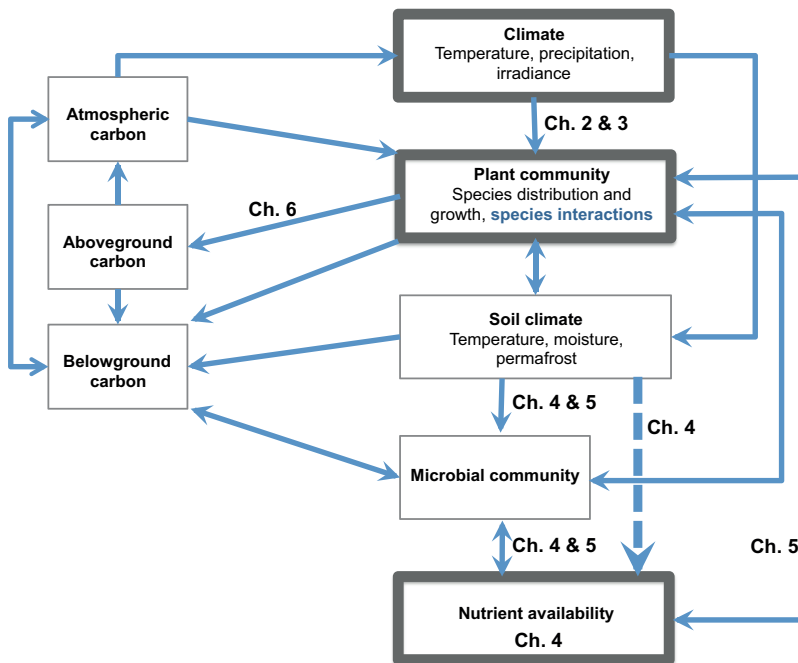 Climate
Temperature, precipitation,
irradiance
Atmospheric
carbon
Ch. 2 & 3
Plant community
Species distribution and
growth, species interactions
Ch. 6
Aboveground
carbon
Soil climate
Temperature, moisture,
permafrost
Belowground
carbon
Ch. 4 & 5
Ch. 4
Microbial community
Ch. 4 & 5
Ch. 5
Nutrient availability
Ch. 4